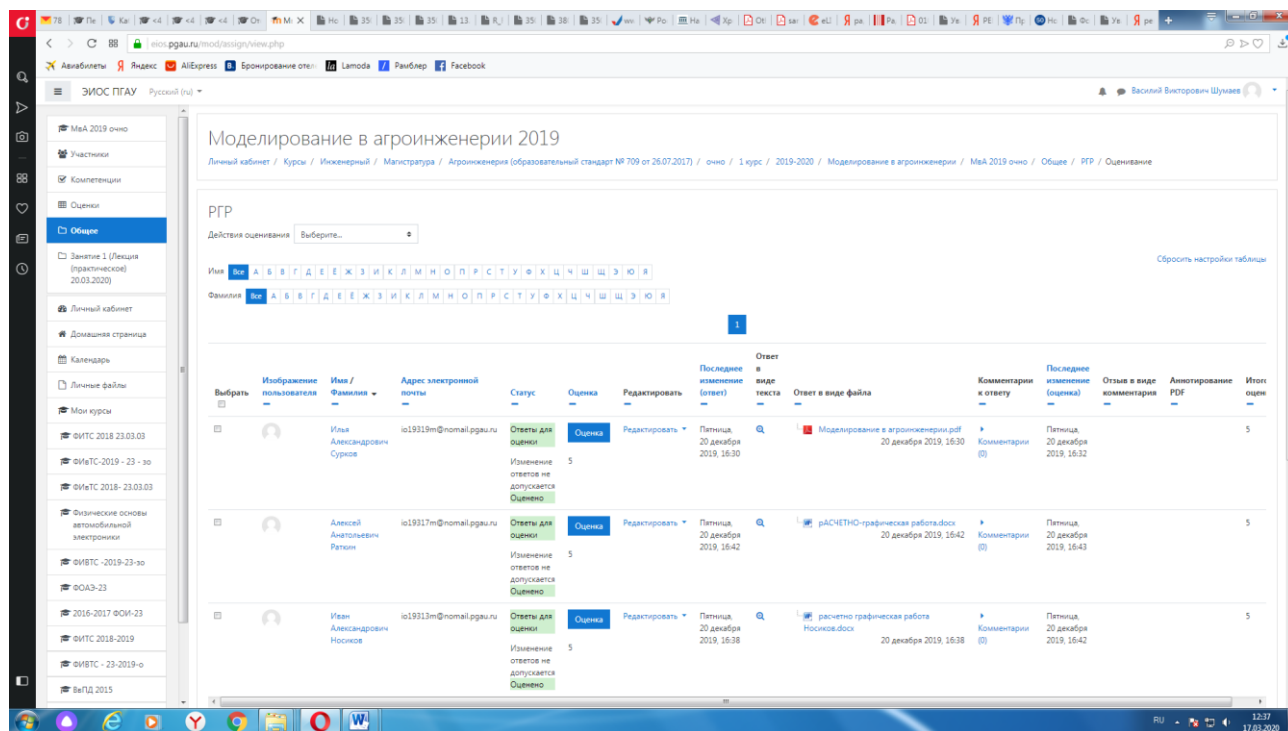 eios.pgau.ru/mod/assign/view.php
Авиабилеты Яндекс AliExpress Бронирование отел Lamoda Рамблер Facebook
ЭИОС ПГАУ Русский (ru) Василий Викторович Шумаев
МвА 2019 очно
Участники
Компетенции
Оценки
Общее
Занятие 1 (Лекция
(практическое)
20.03.2020)
Личный кабинет
Домашняя страница
Календарь
Личные файлы
Мои курсы
ФИТС 2018 23.03.03
ФИвТС-2019 - 23 - зо
ФИвТС 2018- 23.03.03
Физические основы
автомобильной
электроники
ФИВТС -2019-23-зо
ФОАЭ-23
2016-2017 ФОИ-23
ФИТС 2018-2019
ФИВТС - 23-2019-о
ВвПД 2015
Моделирование в агроинженерии 2019
Личный кабинет / Курсы / Инженерный / Магистратура / Агроинженерия (образовательный стандарт № 709 от 26.07.2017) / очно / 1 курс / 2019-2020 / Моделирование в агроинженерии / МвА 2019 очно / Общее / РГР / Оценивание
РГР
Действия оценивания Выберите...
Сбросить настройки таблицы
Имя Все А Б В Г Д Е Ё Ж З И К Л М Н О П Р С Т У Ф Х Ц Ч Ш Щ Э Ю Я
Фамилия Все А Б В Г Д Е Ё Ж З И К Л М Н О П Р С Т У Ф Х Ц Ч Ш Щ Э Ю Я
1
Выбрать
Изображение
пользователя
Имя /
Фамилия
Адрес электронной
почты
Статус
Оценка
Редактировать
Последнее
изменение
(ответ)
Ответ
в
виде
текста
Ответ в виде файла
Комментарии
к ответу
Последнее
изменение
(оценка)
Отзыв в виде
комментария
Аннотирование
PDF
Итого
оцен
Илья
Александрович
Сурков
io19319m@nomail.pgau.ru
Ответы для
оценки
Изменение
ответов не
допускается
Оценено
Оценка
5
Редактировать
Пятница,
20 декабря
2019, 16:30
Моделирование в агроинженерии.pdf
20 декабря 2019, 16:30
Комментарии
(0)
Пятница,
20 декабря
2019, 16:32
5
Алексей
Анатольевич
Раткин
io19317m@nomail.pgau.ru
Ответы для
оценки
Изменение
ответов не
допускается
Оценено
Оценка
5
Редактировать
Пятница,
20 декабря
2019, 16:42
рАСЧЕТНО-графическая работа.docx
20 декабря 2019, 16:42
Комментарии
(0)
Пятница,
20 декабря
2019, 16:43
5
Иван
Александрович
Носиков
io19313m@nomail.pgau.ru
Ответы для
оценки
Изменение
ответов не
допускается
Оценено
Оценка
5
Редактировать
Пятница,
20 декабря
2019, 16:38
расчетно графическая работа
Носиков.docx
20 декабря 2019, 16:38
Комментарии
(0)
Пятница,
20 декабря
2019, 16:42
5
RU
12:37
17.03.2020